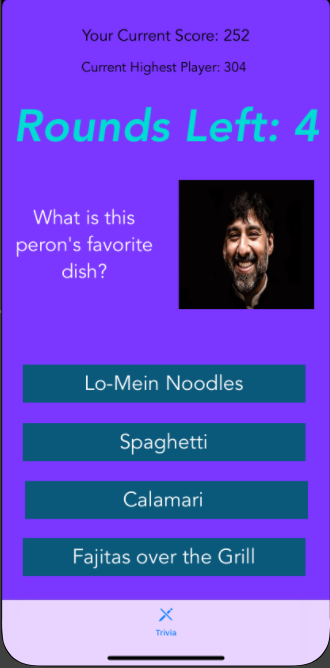 Your Current Score: 252
Current Highest Player: 304
Rounds Left: 4
What is this
peron's favorite
dish?
Lo-Mein Noodles
Spaghetti
Calamari
Fajitas over the Grill
Trivia